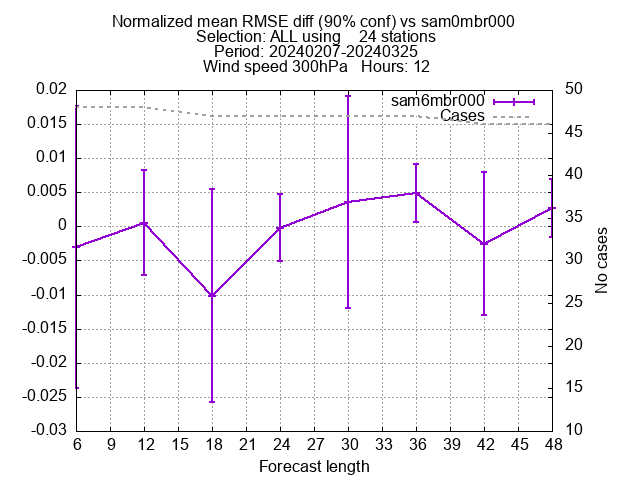 Normalized mean RMSE diff (90% conf) vs sam0mbr000
Selection: ALL using    24 stations
Period: 20240207-20240325
Wind speed 300hPa   Hours: 12
sam6mbr000
Cases
0.02
0.015
0.01
0.005
0
-0.005
-0.01
-0.015
-0.02
-0.025
-0.03
50
45
40
35
30
25
20
15
10
No cases
6 9 12 15 18 21 24 27 30 33 36 39 42 45 48
Forecast length